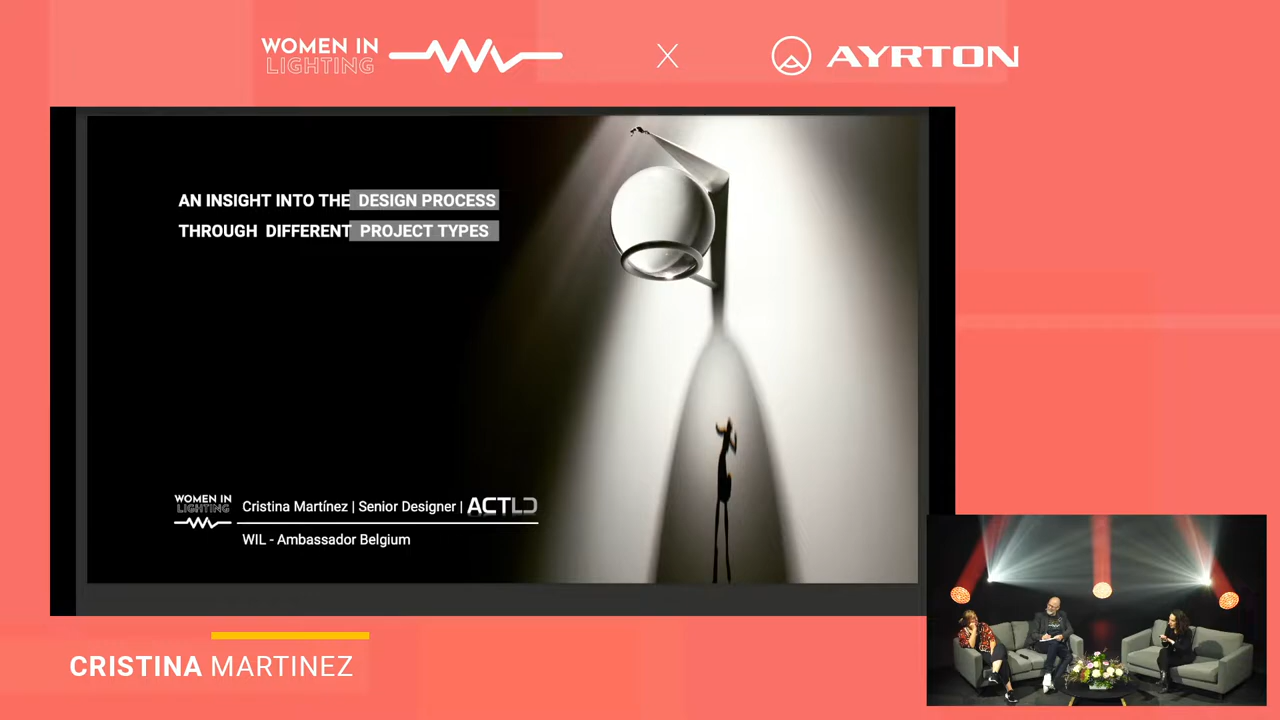 WOMEN IN
LIGHTING
X
AYRTON
AN INSIGHT INTO THE DESIGN PROCESS
THROUGH DIFFERENT PROJECT TYPES
WOMEN IN
LIGHTING
Cristina Martínez | Senior Designer | ACTLD
WIL - Ambassador Belgium
CRISTINA MARTINEZ